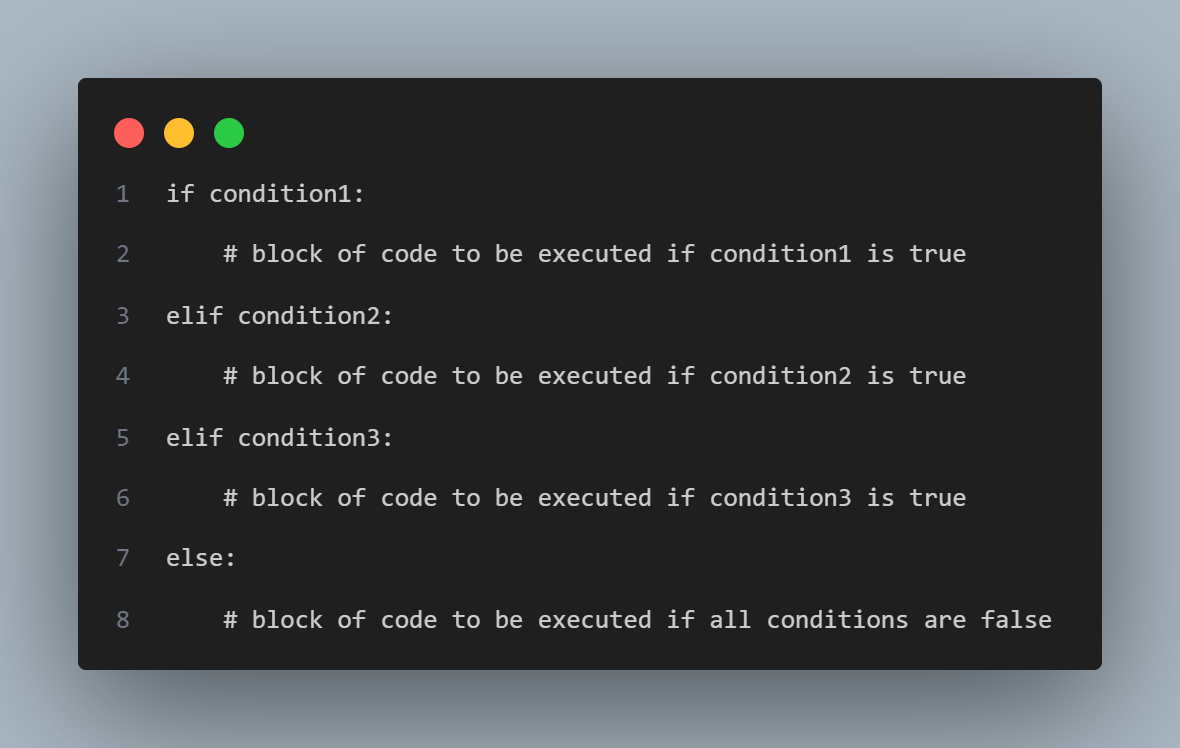 1 if condition1:
2     # block of code to be executed if condition1 is true
3 elif condition2:
4     # block of code to be executed if condition2 is true
5 elif condition3:
6     # block of code to be executed if condition3 is true
7 else:
8     # block of code to be executed if all conditions are false